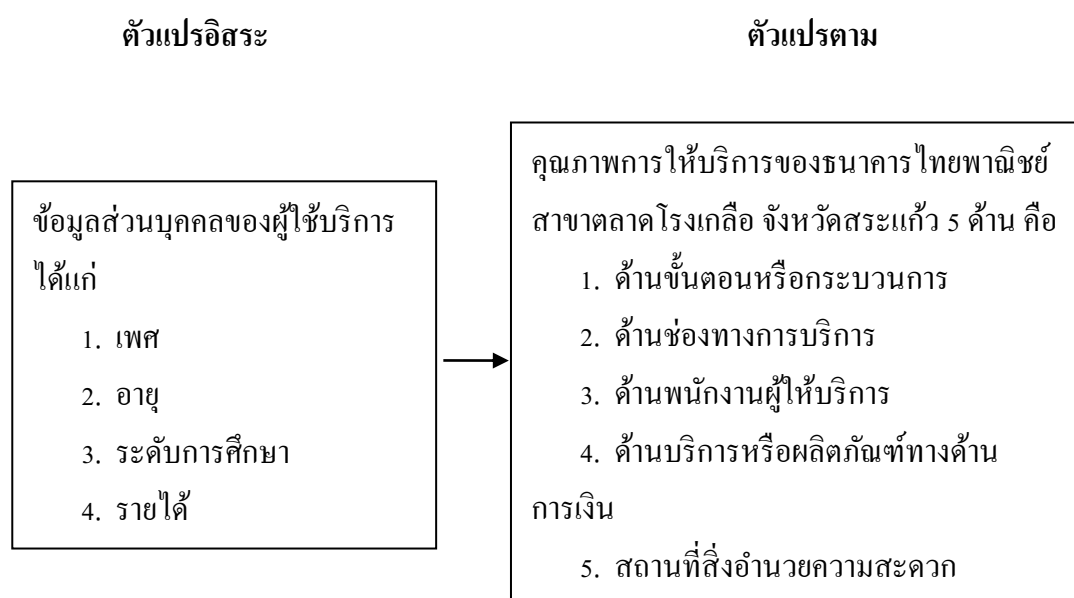 ตัวแปรอิสระ
ตัวแปรตาม
ข้อมูลส่วนบุคคลของผู้ใช้บริการ
ได้แก่
1. เพศ
2. อายุ
3. ระดับการศึกษา
4. รายได้
คุณภาพการให้บริการของธนาคารไทยพาณิชย์
สาขาตลาดโรงเกลือ จังหวัดสระแก้ว 5 ด้าน คือ
1. ด้านขั้นตอนหรือกระบวนการ
2. ด้านช่องทางการบริการ
3. ด้านพนักงานผู้ให้บริการ
4. ด้านบริการหรือผลิตภัณฑ์ทางด้าน
การเงิน
5. สถานที่สิ่งอำนวยความสะดวก